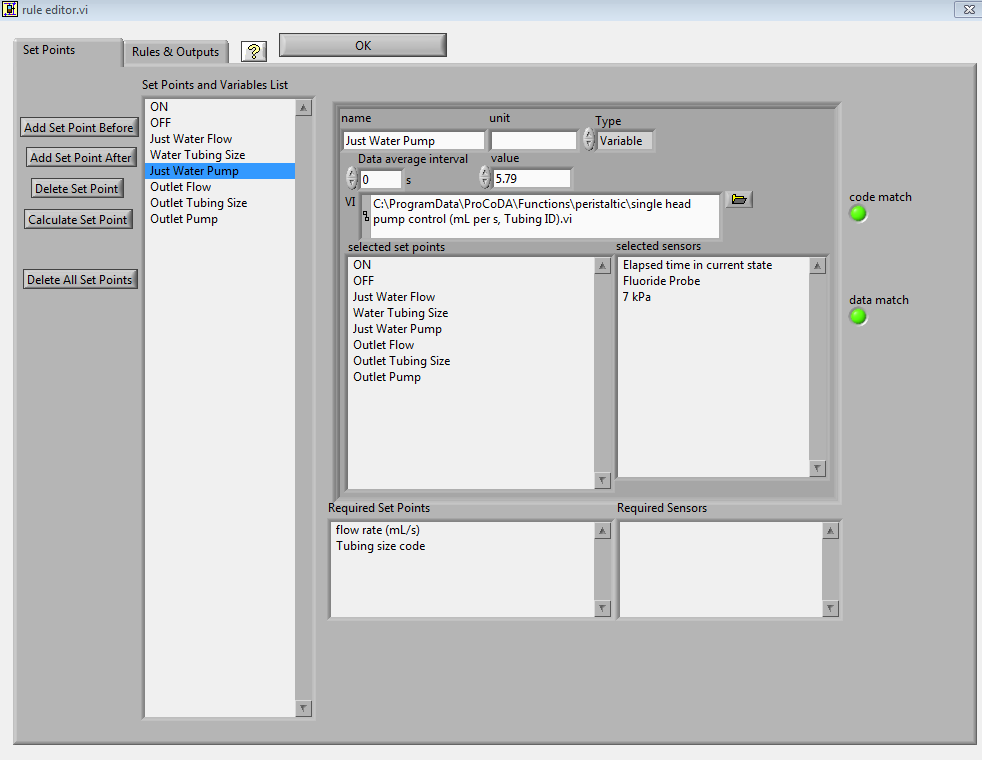 rule editor.vi
Set Points
Rules & Outputs
?
OK
Set Points and Variables List
Add Set Point Before
Add Set Point After
Delete Set Point
Calculate Set Point
Delete All Set Points
ON
OFF
Just Water Flow
Water Tubing Size
Just Water Pump
Outlet Flow
Outlet Tubing Size
Outlet Pump
name
unit
Type
Just Water Pump
Variable
Data average interval
value
0 s
5.79
VI
C:\ProgramData\ProCoDA\Functions\peristaltic\single head
pump control (mL per s, Tubing ID).vi
selected set points
ON
OFF
Just Water Flow
Water Tubing Size
Just Water Pump
Outlet Flow
Outlet Tubing Size
Outlet Pump
selected sensors
Elapsed time in current state
Fluoride Probe
7 kPa
code match
data match
Required Set Points
flow rate (mL/s)
Tubing size code
Required Sensors